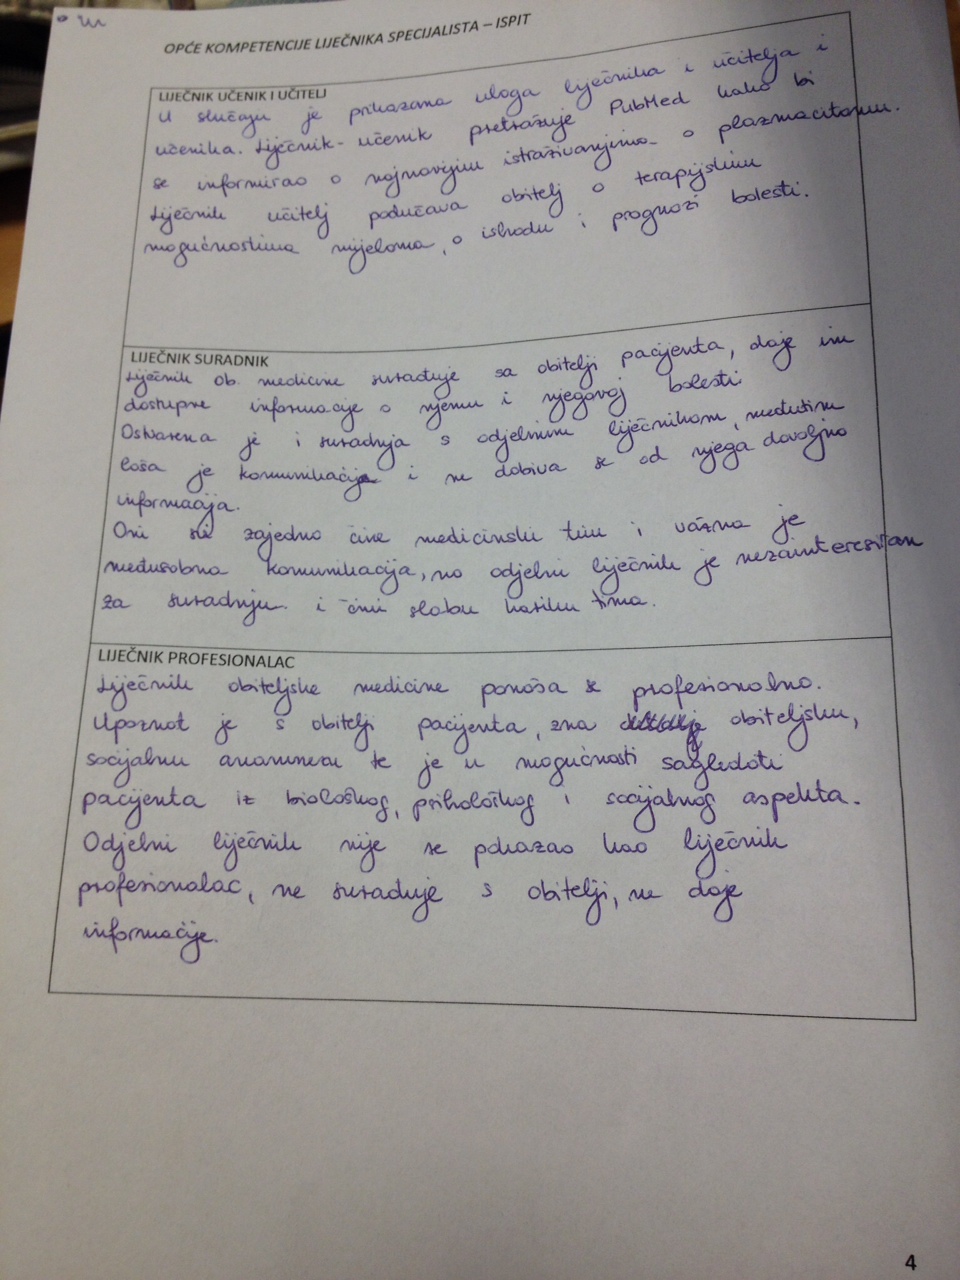 OPĆE KOMPETENCIJE LIJEČNIKA SPECIJALISTA – ISPIT
LIJEČNIK UČENIK I UČITELJ
U slučaju je prikazana uloga liječnika i učitelja i
učenika. Liječnik-učenik pretražuje PubMed kako bi
se informirao o najnovijim istraživanjima o plazmacitomu.
Liječnik učitelj podučava obitelj o terapijskim
mogućnostima mijeloma, o ishodu i prognozi bolesti.
LIJEČNIK SURADNIK
Liječnik ob. medicine surađuje sa obitelji pacijenta, daje im
dostupne informacije o njemu i njegovoj bolesti.
Ostvarena je i suradnja s odjelnim liječnikom, međutim
loša je komunikacija i ne dobiva se od njega dovoljno
informacija.
Oni zajedno čine medicinski tim i važna je
međusobna komunikacija, no odjelni liječnik je nezainteresiran
za suradnju i čini slabu kariku tima.
LIJEČNIK PROFESIONALAC
Liječnik obiteljske medicine ponaša se profesionalno.
Upoznat je s obitelji pacijenta, zna obiteljsku,
socijalnu anamnezu te je u mogućnosti sagledati
pacijenta iz biološkog, psihološkog i socijalnog aspekta.
Odjelni liječnik nije se pokazao kao liječnik
profesionalac, ne surađuje s obitelji, ne daje
informacije.
4